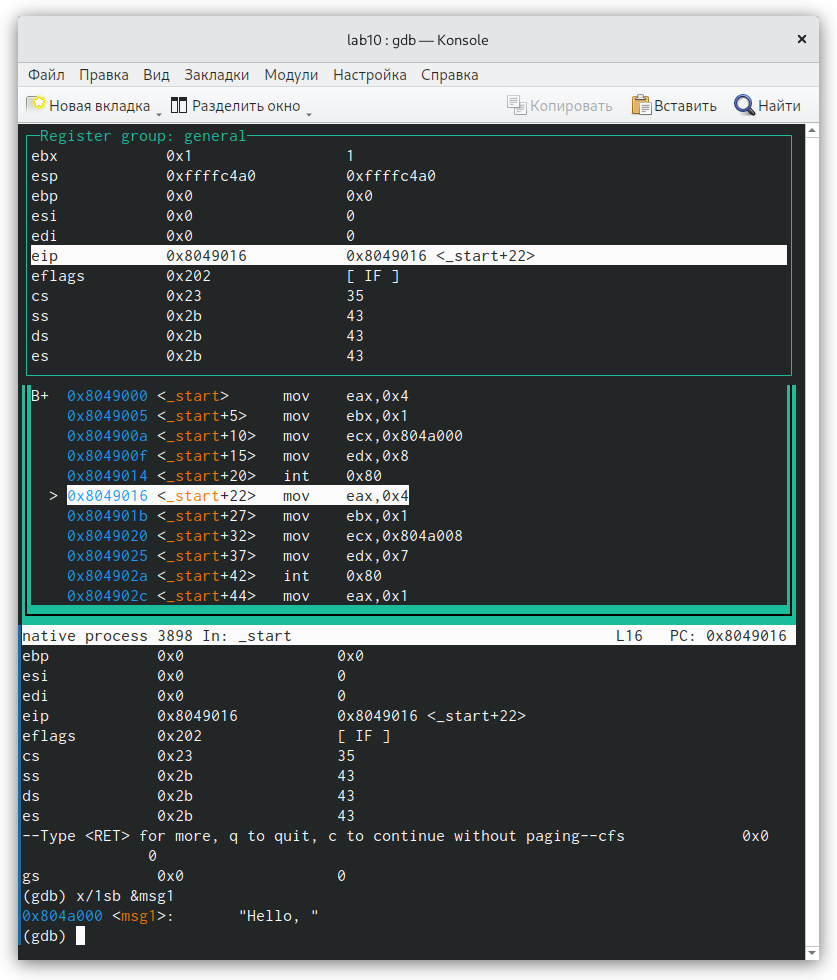 lab10 : gdb — Konsole
Файл Правка Вид Закладки Модули Настройка Справка
Новая вкладка Разделить окно Копировать Вставить Найти
Register group: general
ebx 0x1 1
esp 0xffffc4a0 0xffffc4a0
ebp 0x0 0x0
esi 0x0 0
edi 0x0 0
eip 0x8049016 0x8049016 <_start+22>
eflags 0x202 [ IF ]
cs 0x23 35
ss 0x2b 43
ds 0x2b 43
es 0x2b 43
B+ 0x8049000 <_start> mov eax,0x4
0x8049005 <_start+5> mov ebx,0x1
0x804900a <_start+10> mov ecx,0x804a000
0x804900f <_start+15> mov edx,0x8
0x8049014 <_start+20> int 0x80
> 0x8049016 <_start+22> mov eax,0x4
0x804901b <_start+27> mov ebx,0x1
0x8049020 <_start+32> mov ecx,0x804a008
0x8049025 <_start+37> mov edx,0x7
0x804902a <_start+42> int 0x80
0x804902c <_start+44> mov eax,0x1
native process 3898 In: _start L16 PC: 0x8049016
ebp 0x0 0x0
esi 0x0 0
edi 0x0 0
eip 0x8049016 0x8049016 <_start+22>
eflags 0x202 [ IF ]
cs 0x23 35
ss 0x2b 43
ds 0x2b 43
es 0x2b 43
--Type <RET> for more, q to quit, c to continue without paging--cfs 0x0
0
gs 0x0 0
(gdb) x/1sb &msg1
0x804a000 <msg1>: "Hello, "
(gdb)